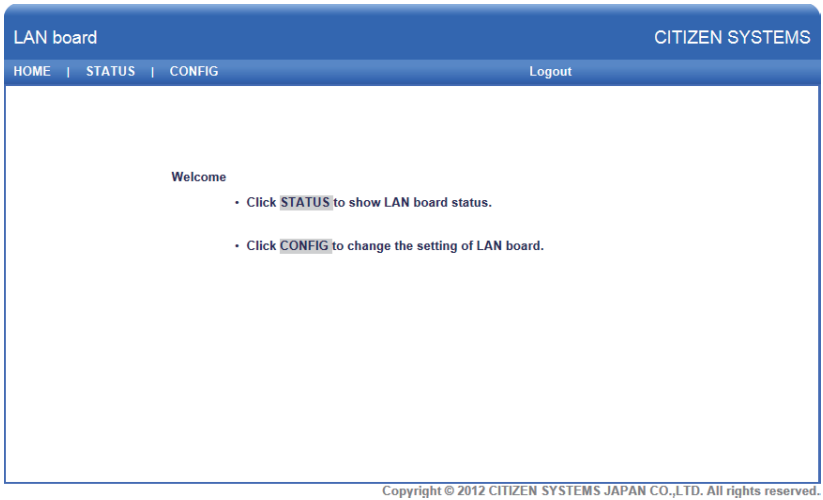 LAN board CITIZEN SYSTEMS
HOME | STATUS | CONFIG Logout
Welcome
• Click STATUS to show LAN board status.
• Click CONFIG to change the setting of LAN board.
Copyright © 2012 CITIZEN SYSTEMS JAPAN CO.,LTD. All rights reserved.